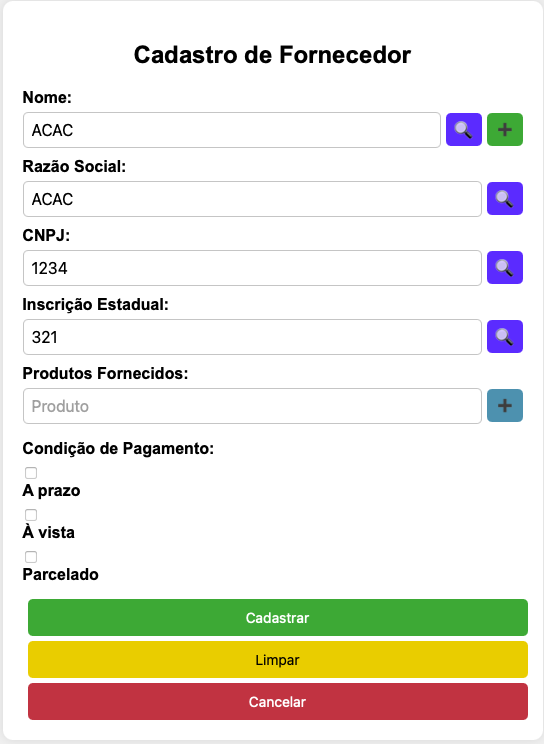 Cadastro de Fornecedor
Nome:
ACAC
Razão Social:
ACAC
CNPJ:
1234
Inscrição Estadual:
321
Produtos Fornecidos:
Produto
Condição de Pagamento:
A prazo
À vista
Parcelado
Cadastrar
Limpar
Cancelar